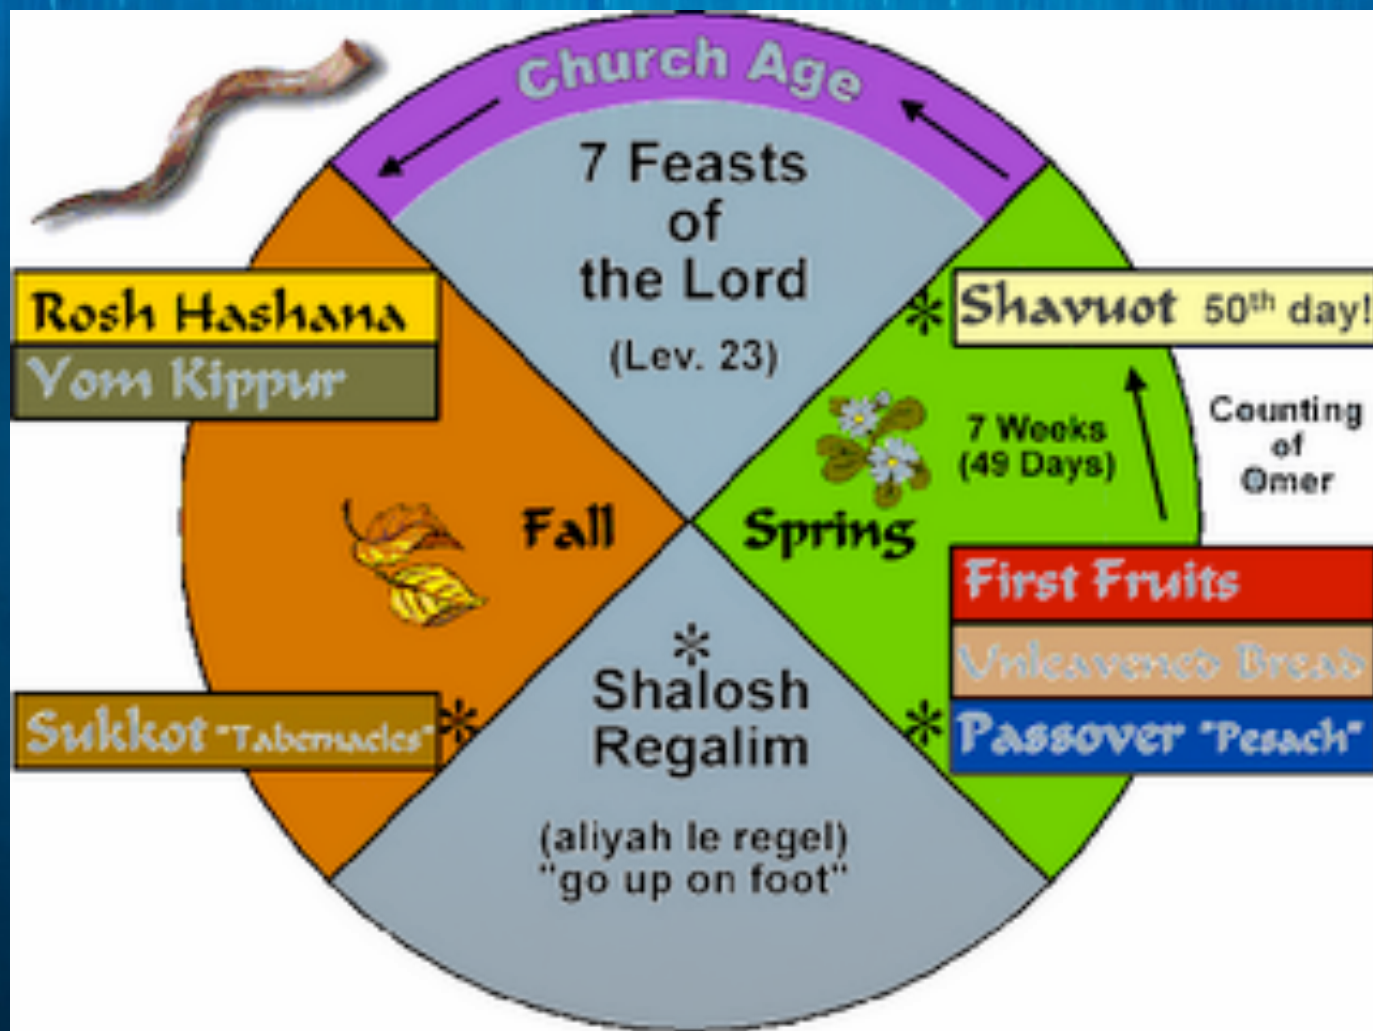 Church Age
7 Feasts
of
the Lord
(Lev. 23)
Rosh Hashana
Yom Kippur
* Shavuot 50th day!
7 Weeks
(49 Days)
Counting
of
Omer
Fall
Spring
First Fruits
Unleavened Bread
* Passover "Pesach"
Sukkot "Tabernacles" *
*
Shalosh
Regalim
(aliyah le regel)
"go up on foot"